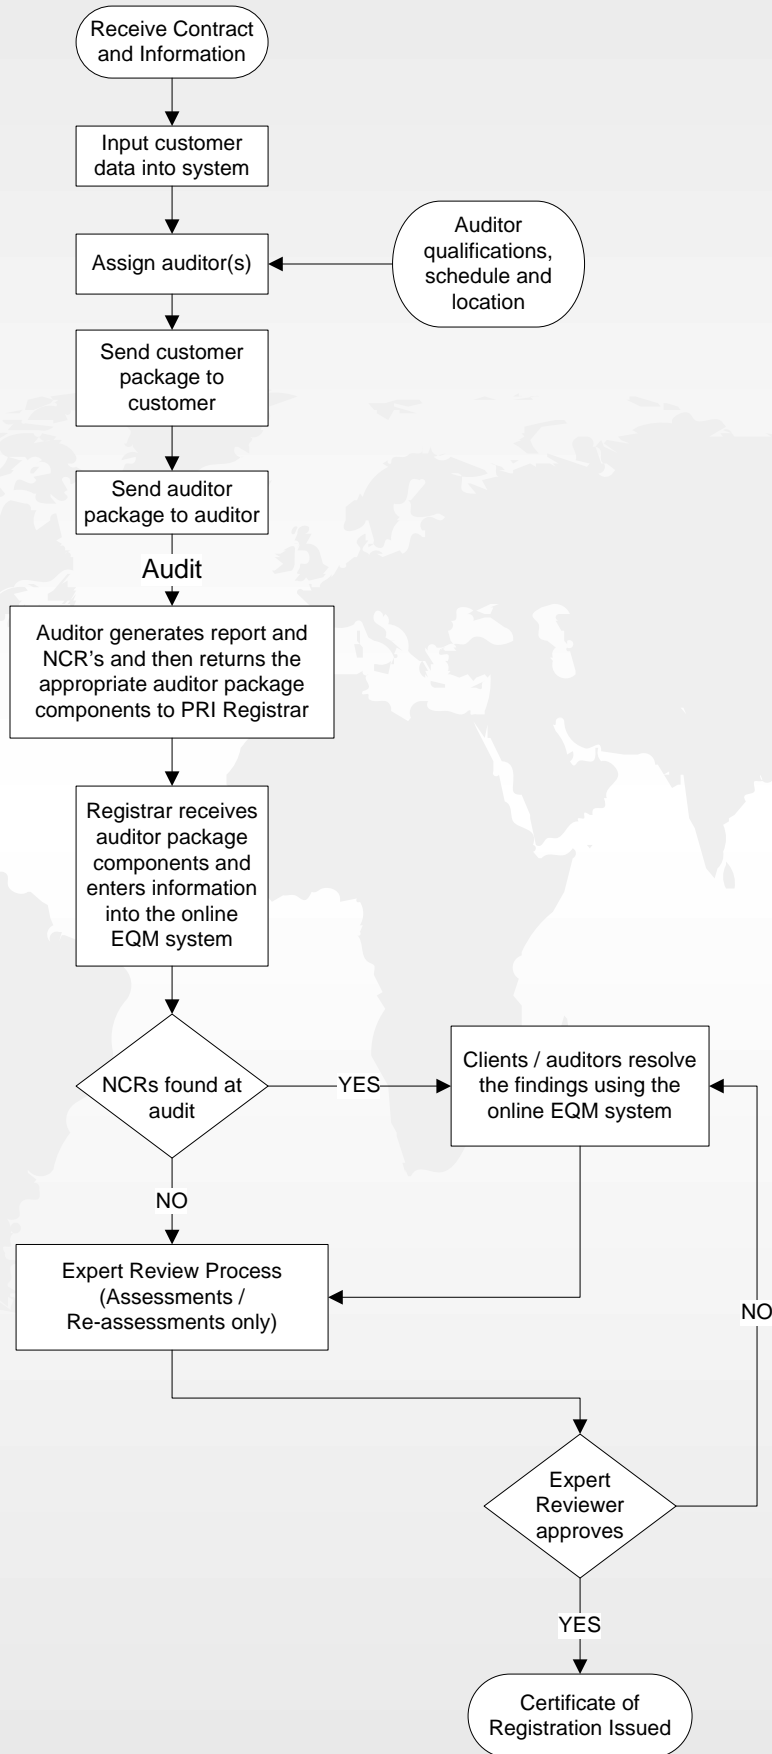 Receive Contract
and Information
Input customer
data into system
Assign auditor(s)
Auditor
qualifications,
schedule and
location
Send customer
package to
customer
Send auditor
package to auditor
Audit
Auditor generates report and
NCR’s and then returns the
appropriate auditor package
components to PRI Registrar
Registrar receives
auditor package
components and
enters information
into the online
EQM system
NCRs found at
audit
YES
Clients / auditors resolve
the findings using the
online EQM system
NO
Expert Review Process
(Assessments /
Re-assessments only)
NO
Expert
Reviewer
approves
YES
Certificate of
Registration Issued